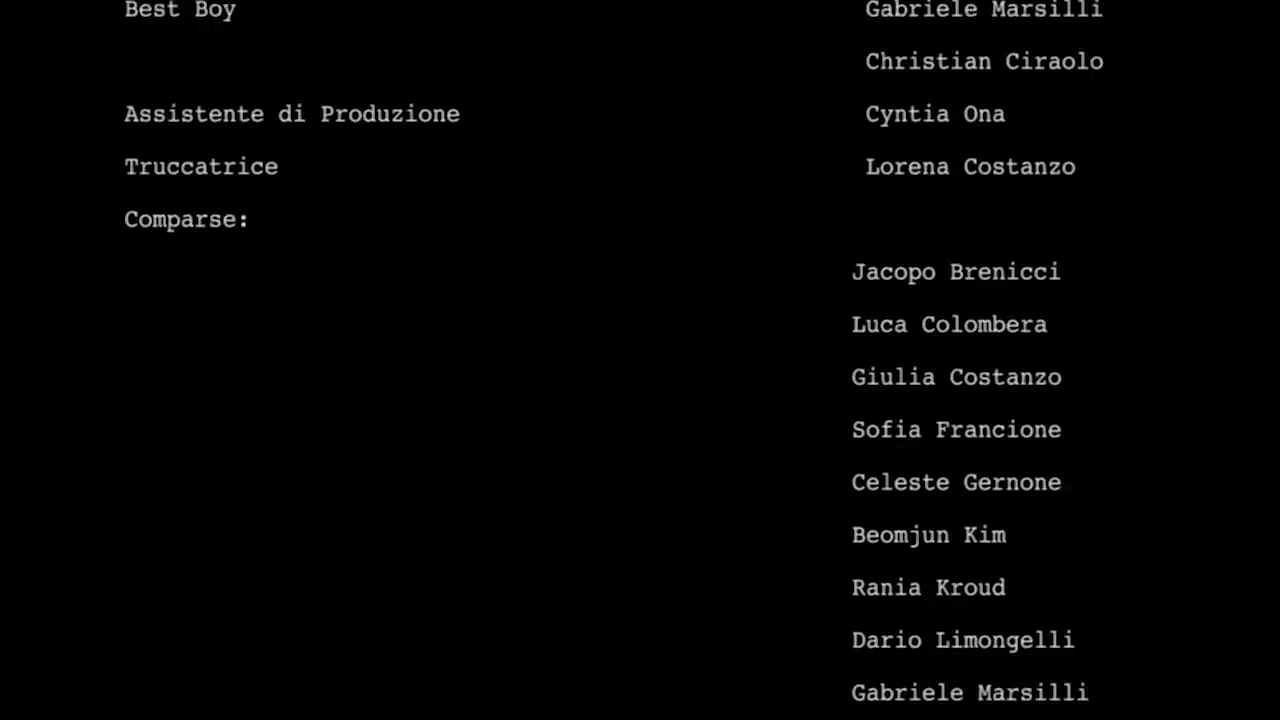 Best Boy Gabriele Marsilli
Christian Ciraolo
Assistente di Produzione Cyntia Ona
Truccatrice Lorena Costanzo
Comparse:
Jacopo Brenicci
Luca Colombera
Giulia Costanzo
Sofia Francione
Celeste Gernone
Beomjun Kim
Rania Kroud
Dario Limongelli
Gabriele Marsilli